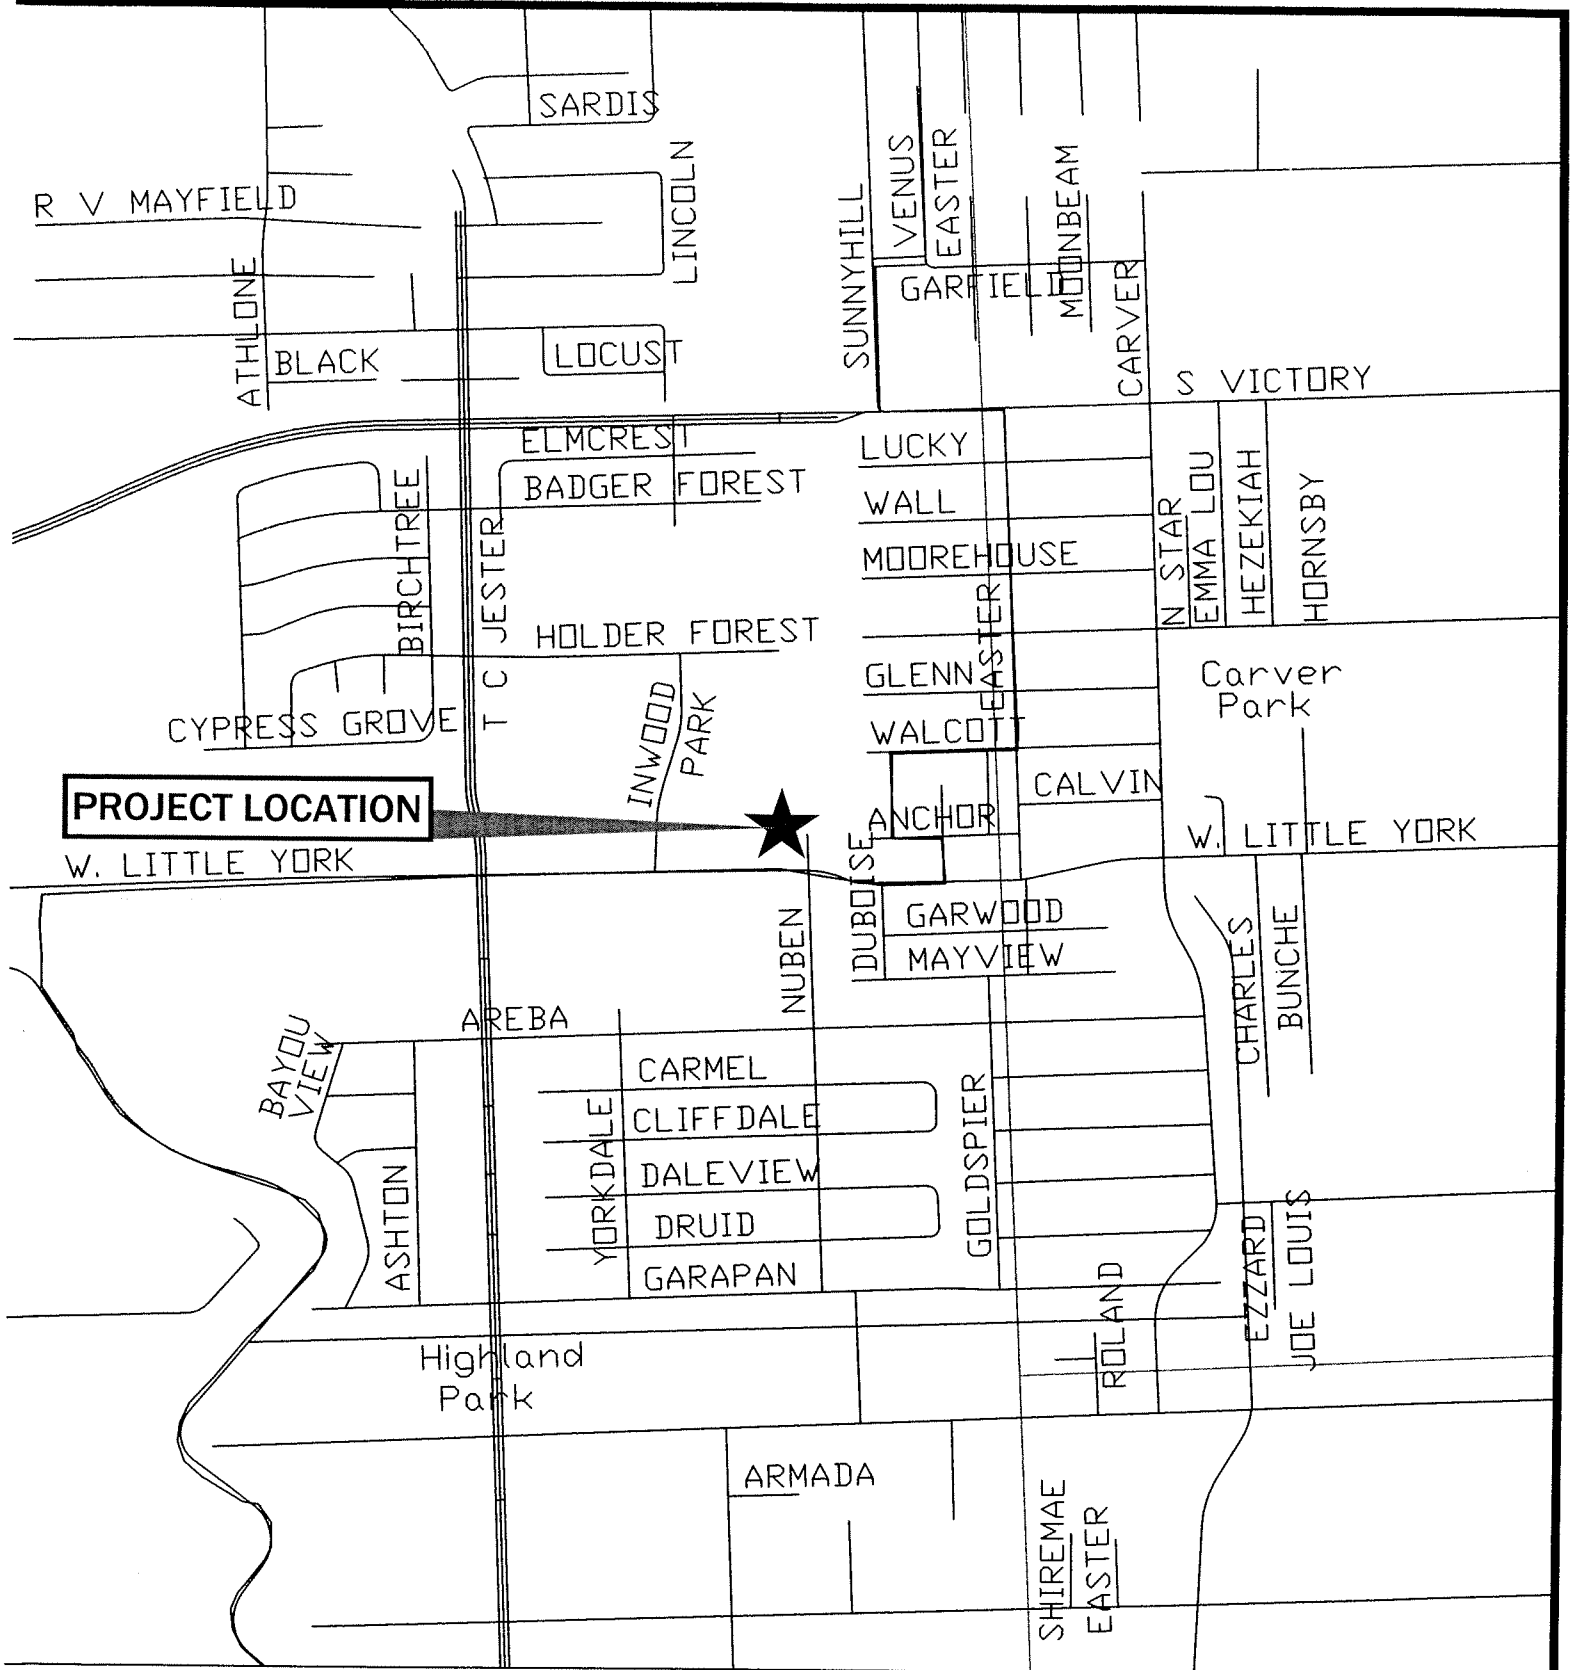 SARDIS
LINCOLN
R V MAYFIELD
ATHLONE
BLACK
LOCUST
SUNNYHILL
VENUS
EASTER
MOONBEAM
GARFIELD
CARVER
S VICTORY
ELMCREST
BADGER FOREST
LUCKY
WALL
MOOREHOUSE
BIRCHTREE
T C JESTER
N STAR
EMMA LOU
HEZEKIAH
HORNSBY
HOLDER FOREST
EASTER
GLENN
WALCOTT
Carver
Park
CYPRESS GROVE
INWOOD
PARK
PROJECT LOCATION
CALVIN
ANCHOR
W. LITTLE YORK
W. LITTLE YORK
DUBOISE
GARWOOD
MAYVIEW
NUBEN
CHARLES
BUNCHE
AREBA
BAYOU
VIEW
CARMEL
CLIFFDALE
YORKDALE
DALEVIEW
DRUID
GARAPAN
ASHTON
GOLDSPIER
ROLAND
EZZARD
JOE LOUIS
Highland
Park
ARMADA
SHIREMAE
EASTER